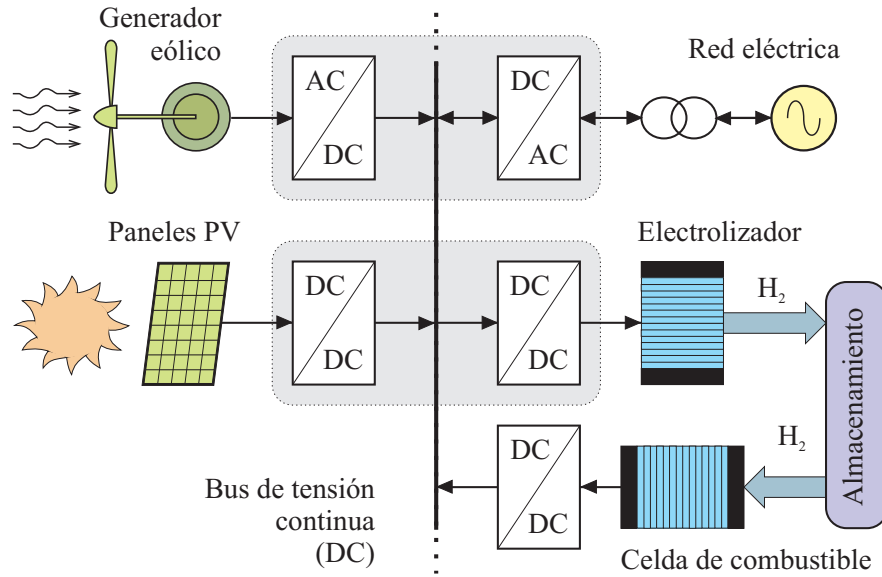 Generador
eólico
AC
DC
DC
AC
Red eléctrica
Paneles PV
DC
DC
DC
DC
Electrolizador
H2
Almacenamiento
H2
DC
DC
Bus de tensión
continua
(DC)
Celda de combustible